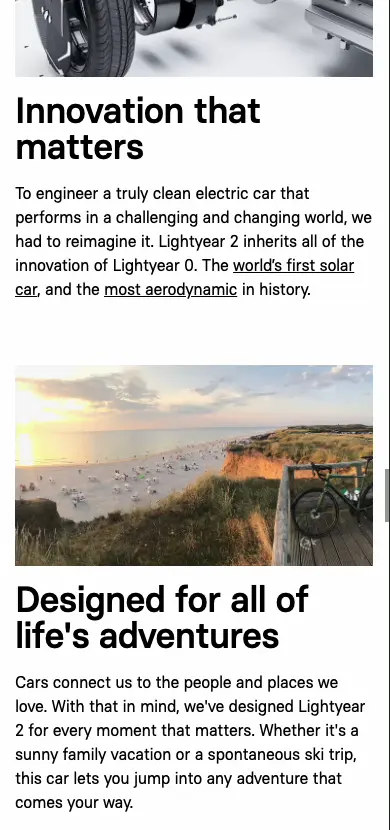 Innovation that
matters
To engineer a truly clean electric car that
performs in a challenging and changing world, we
had to reimagine it. Lightyear 2 inherits all of the
innovation of Lightyear 0. The world’s first solar
car, and the most aerodynamic in history.
Designed for all of
life's adventures
Cars connect us to the people and places we
love. With that in mind, we've designed Lightyear
2 for every moment that matters. Whether it's a
sunny family vacation or a spontaneous ski trip,
this car lets you jump into any adventure that
comes your way.